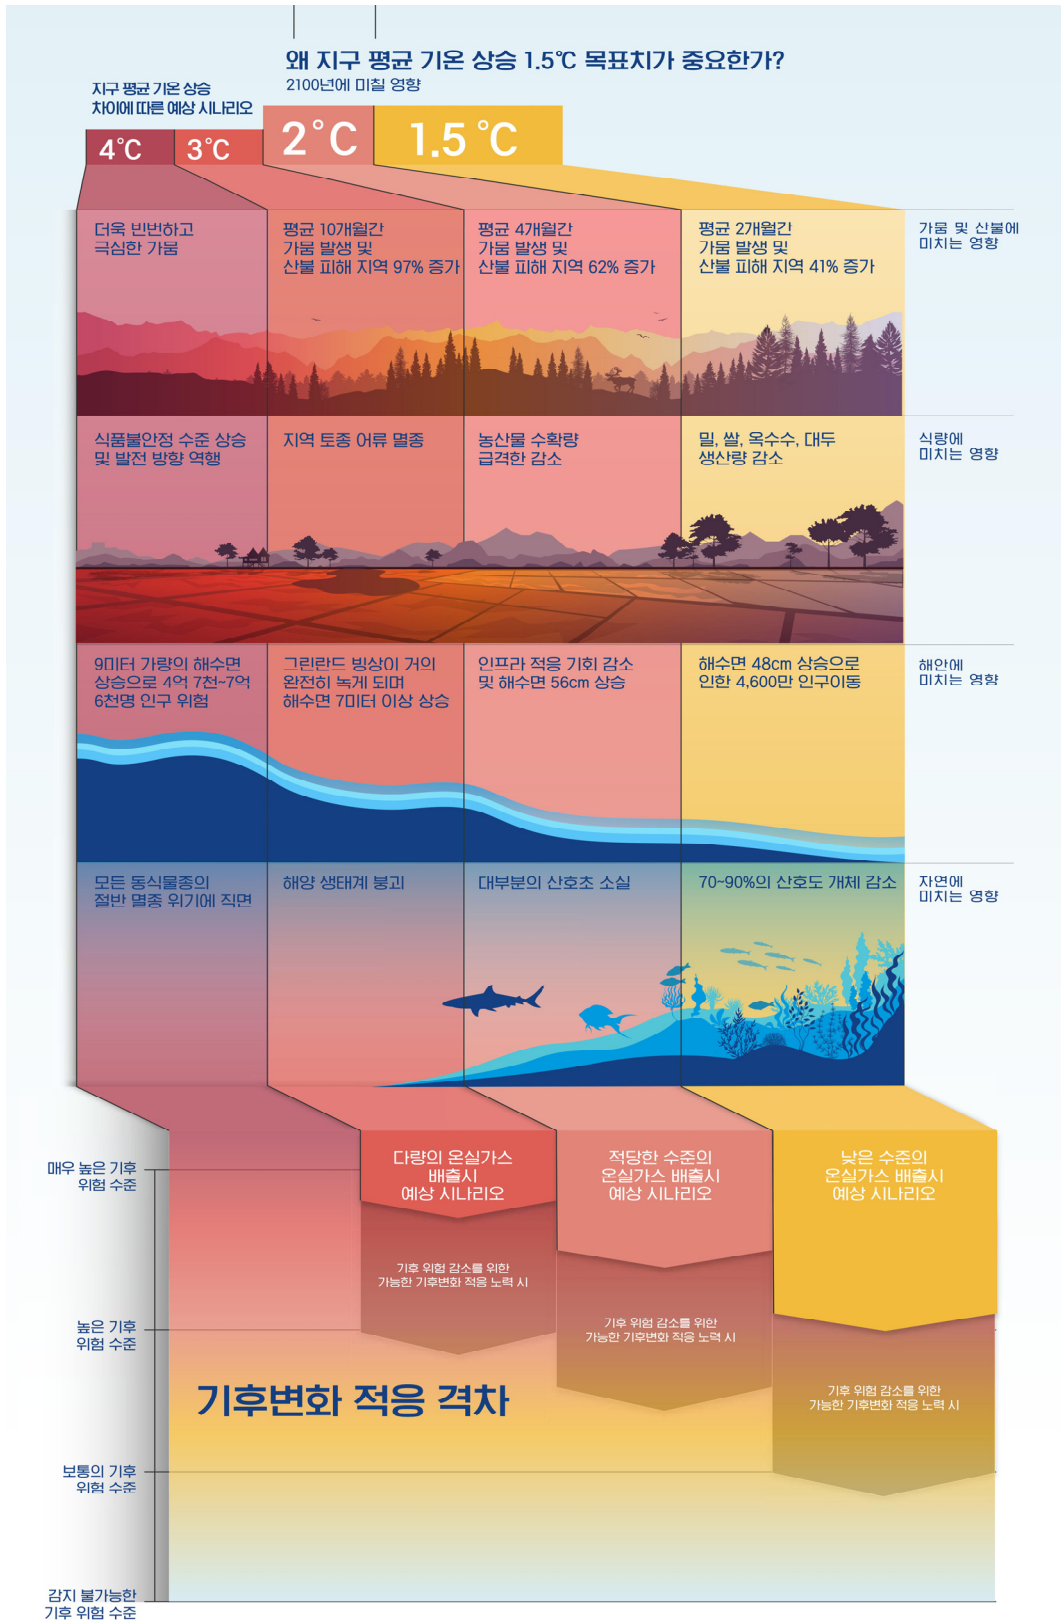 왜 지구 평균 기온 상승 1.5℃ 목표치가 중요한가?
2100년에 미칠 영향
지구 평균 기온 상승
차이에 따른 예상 시나리오
4℃
3℃
2℃
1.5℃
더욱 빈번하고
극심한 가뭄
평균 10개월간
가뭄 발생 및
산불 피해 지역 97% 증가
평균 4개월간
가뭄 발생 및
산불 피해 지역 62% 증가
평균 2개월간
가뭄 발생 및
산불 피해 지역 41% 증가
가뭄 및 산불에
미치는 영향
식품불안정 수준 상승
및 발전 방향 역행
지역 토종 어류 멸종
농산물 수확량
급격한 감소
밀, 쌀, 옥수수, 대두
생산량 감소
식량에
미치는 영향
9미터 가량의 해수면
상승으로 4억 7천~7억
6천명 인구 위험
그린란드 빙상이 거의
완전히 녹게 되며
해수면 7미터 이상 상승
인프라 적응 기회 감소
및 해수면 56cm 상승
해수면 48cm 상승으로
인한 4,600만 인구이동
해안에
미치는 영향
모든 동식물종의
절반 멸종 위기에 직면
해양 생태계 붕괴
대부분의 산호초 소실
70~90%의 산호도 개체 감소
자연에
미치는 영향
매우 높은 기후
위험 수준
다량의 온실가스
배출시
예상 시나리오
적당한 수준의
온실가스 배출시
예상 시나리오
낮은 수준의
온실가스 배출시
예상 시나리오
기후 위험 감소를 위한
가능한 기후변화 적응 노력 시
높은 기후
위험 수준
기후 위험 감소를 위한
가능한 기후변화 적응 노력 시
기후변화 적응 격차
기후 위험 감소를 위한
가능한 기후변화 적응 노력 시
보통의 기후
위험 수준
감지 불가능한
기후 위험 수준